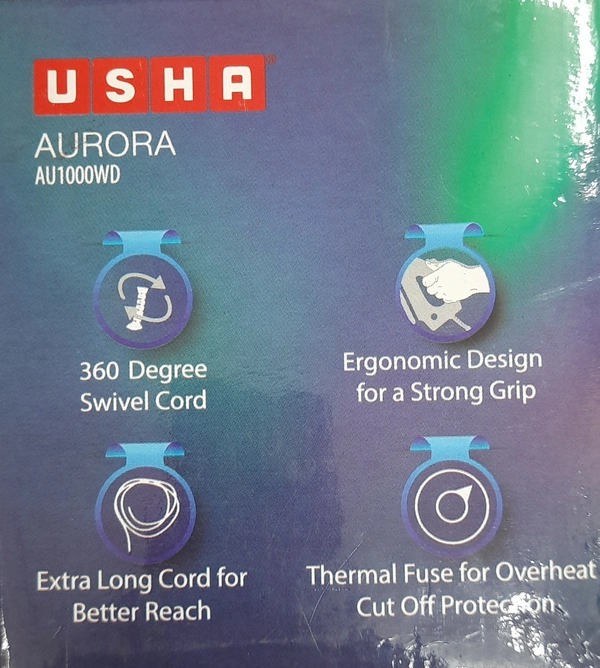 USHA
AURORA
AU1000WD
360 Degree
Swivel Cord
Ergonomic Design
for a Strong Grip
Extra Long Cord for
Better Reach
Thermal Fuse for Overheat
Cut Off Protection